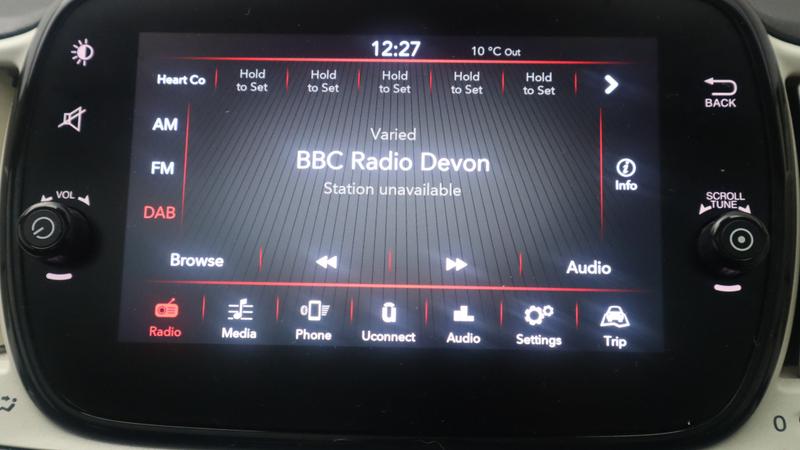 12:27 10 °C Out
Heart Co Hold to Set Hold to Set Hold to Set Hold to Set Hold to Set
BACK
AM
Varied
FM
BBC Radio Devon
Info
Station unavailable
VOL
SCROLL
TUNE
DAB
Browse Audio
Radio Media Phone Uconnect Audio Settings Trip
0